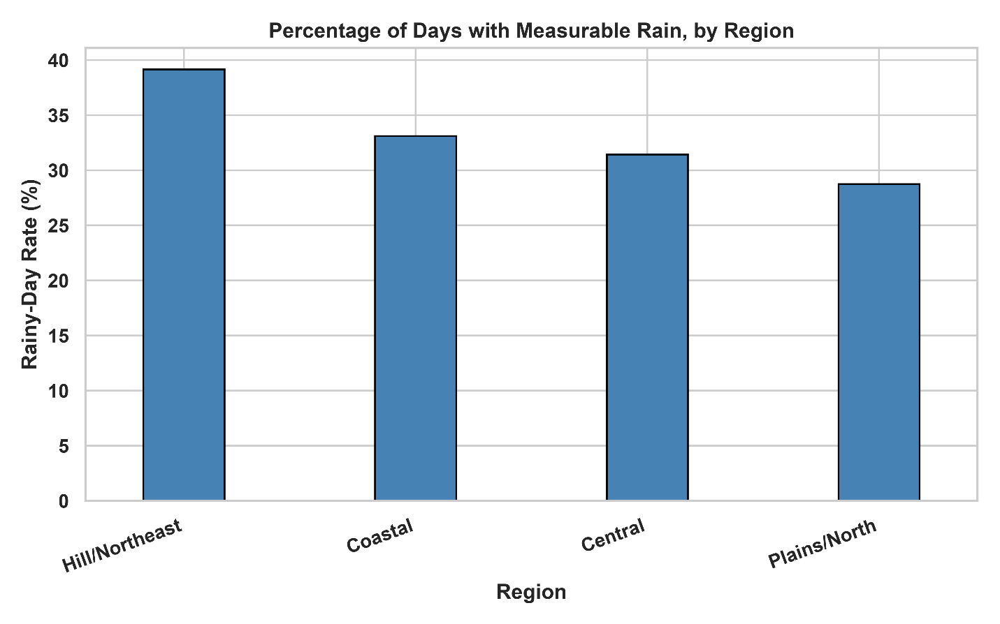 Percentage of Days with Measurable Rain, by Region
40
35
30
25
20
15
10
5
0
Rainy-Day Rate (%)
Hill/Northeast
Coastal
Central
Plains/North
Region